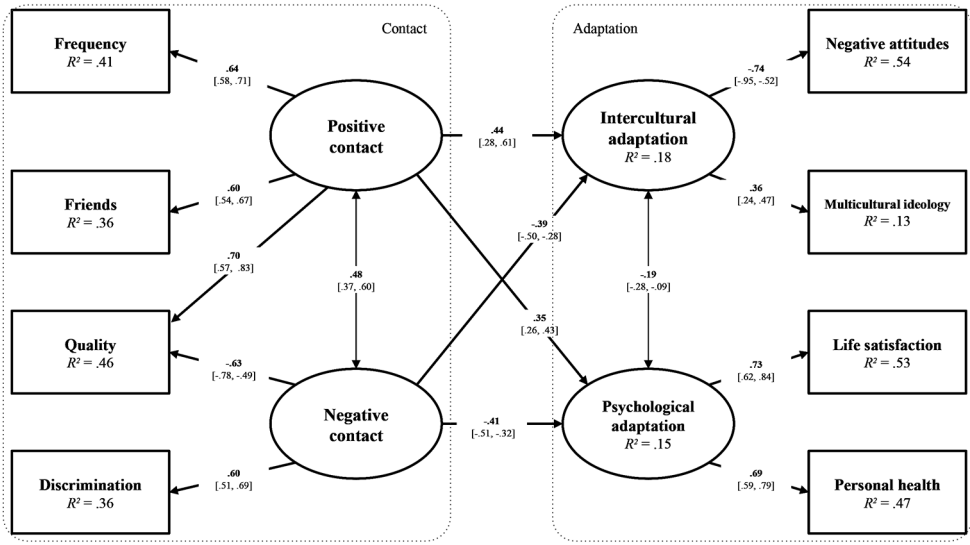 Contact
Adaptation
Frequency
R² = .41
Friends
R² = .36
Quality
R² = .46
Discrimination
R² = .36
.64
[.58, .71]
.60
[.54, .67]
.70
[.57, .83]
-.63
[-.78, -.49]
.60
[.51, .69]
Positive
contact
.48
[.37, .60]
Negative
contact
.44
[.28, .61]
-.39
[-.50, -.28]
.35
[.26, .43]
-.41
[-.51, -.32]
Intercultural
adaptation
R² = .18
-.19
[-.28, -.09]
Psychological
adaptation
R² = .15
-.74
[-.95, -.52]
.36
[.24, .47]
.73
[.62, .84]
.69
[.59, .79]
Negative attitudes
R² = .54
Multicultural ideology
R² = .13
Life satisfaction
R² = .53
Personal health
R² = .47